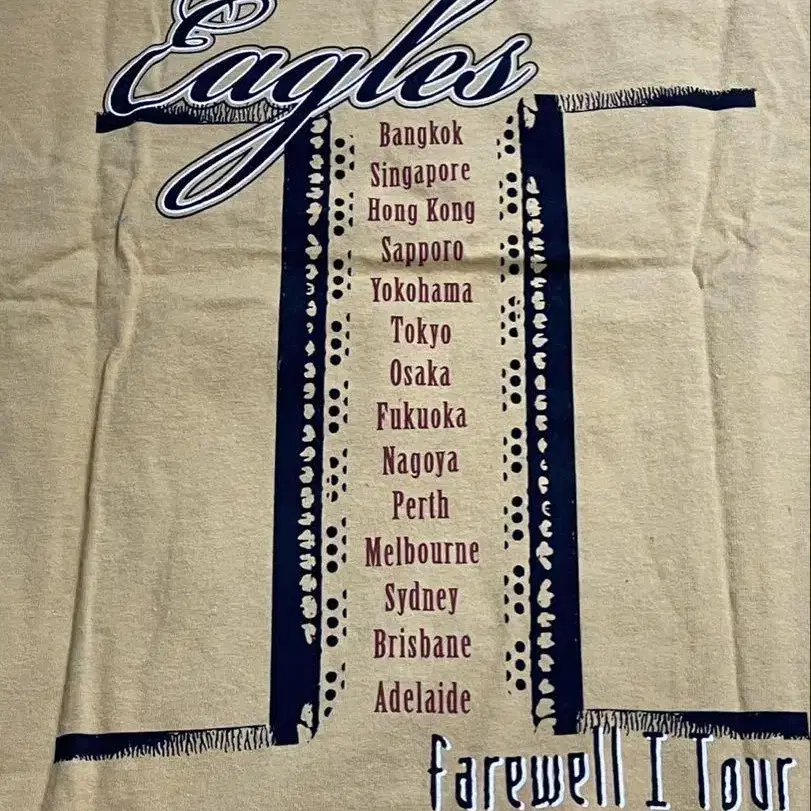 Eagles
Bangkok
Singapore
Hong Kong
Sapporo
Yokohama
Tokyo
Osaka
Fukuoka
Nagoya
Perth
Melbourne
Sydney
Brisbane
Adelaide
farewell I Tour